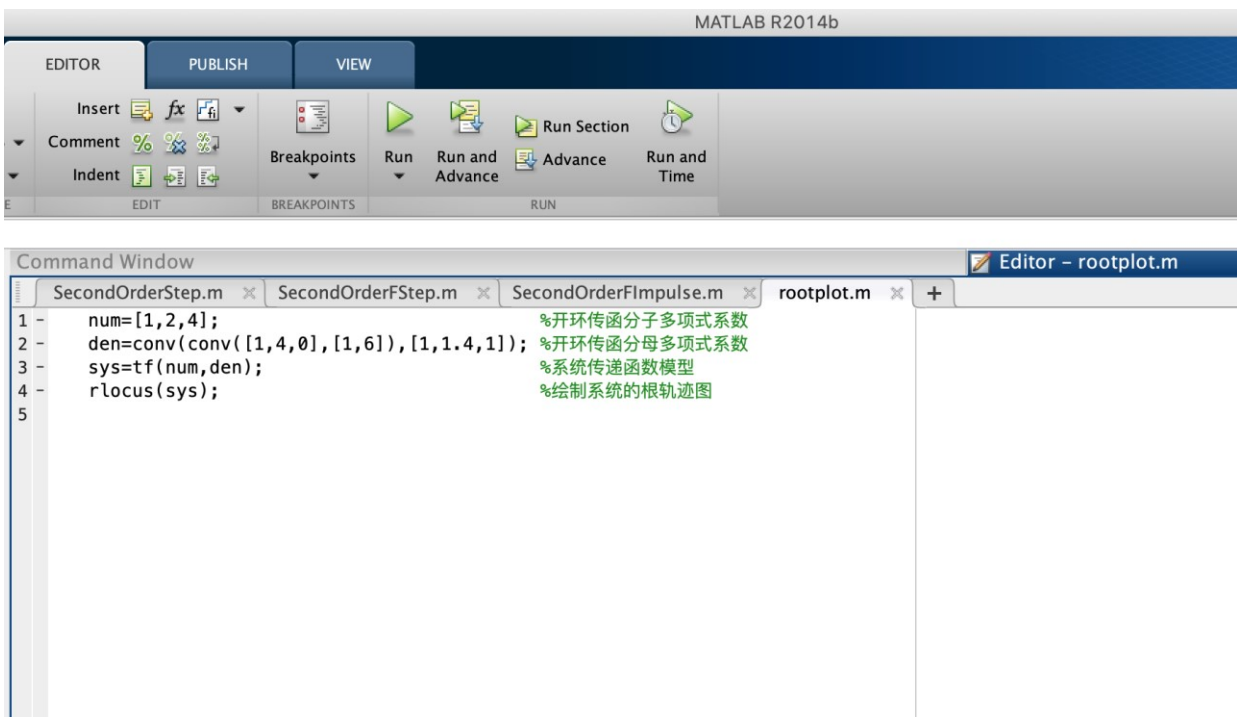 MATLAB R2014b
EDITOR PUBLISH VIEW
Insert fx fi
Comment % % %
Indent
Breakpoints
Run
Run and Advance
Run Section
Advance
Run and Time
E EDIT BREAKPOINTS RUN
Command Window
Editor – rootplot.m
SecondOrderStep.m × SecondOrderFStep.m × SecondOrderFImpulse.m × rootplot.m × +
1 – num=[1,2,4]; %开环传函分子多项式系数
2 – den=conv(conv([1,4,0],[1,6]),[1,1.4,1]); %开环传函分母多项式系数
3 – sys=tf(num,den); %系统传递函数模型
4 – rlocus(sys); %绘制系统的根轨迹图
5